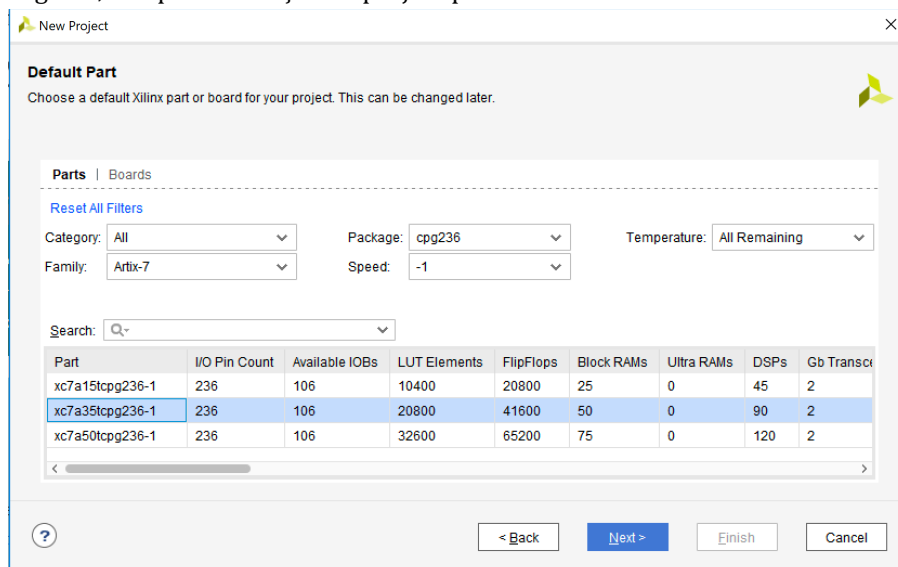 New Project
Default Part
Choose a default Xilinx part or board for your project. This can be changed later.
Parts | Boards
Reset All Filters
Category: All Package: cpg236 Temperature: All Remaining
Family: Artix-7 Speed: -1
Search: Q-
Part I/O Pin Count Available IOBs LUT Elements FlipFlops Block RAMs Ultra RAMs DSPs Gb Transce
xc7a15tcpg236-1 236 106 10400 20800 25 0 45 2
xc7a35tcpg236-1 236 106 20800 41600 50 0 90 2
xc7a50tcpg236-1 236 106 32600 65200 75 0 120 2
? < Back Next > Finish Cancel